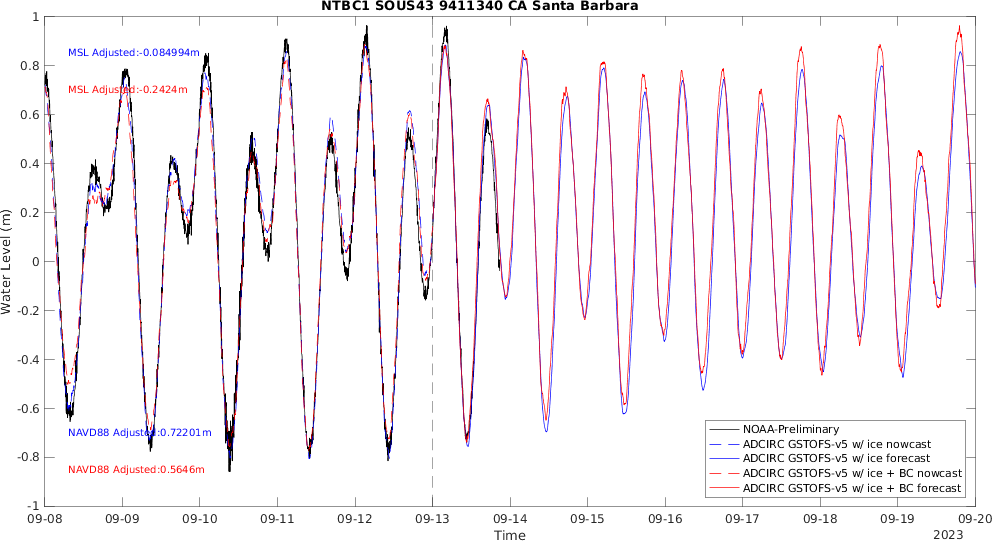 NTBC1 SOUS43 9411340 CA Santa Barbara
1
0.8
0.6
0.4
0.2
0
-0.2
-0.4
-0.6
-0.8
-1
Water Level (m)
MSL Adjusted:-0.084994m
MSL Adjusted:-0.2424m
NAVD88 Adjusted:0.72201m
NAVD88 Adjusted:0.5646m
NOAA-Preliminary
ADCIRC GSTOFS-v5 w/ ice nowcast
ADCIRC GSTOFS-v5 w/ ice forecast
ADCIRC GSTOFS-v5 w/ ice + BC nowcast
ADCIRC GSTOFS-v5 w/ ice + BC forecast
09-08 09-09 09-10 09-11 09-12 09-13 09-14 09-15 09-16 09-17 09-18 09-19 09-20
Time
2023